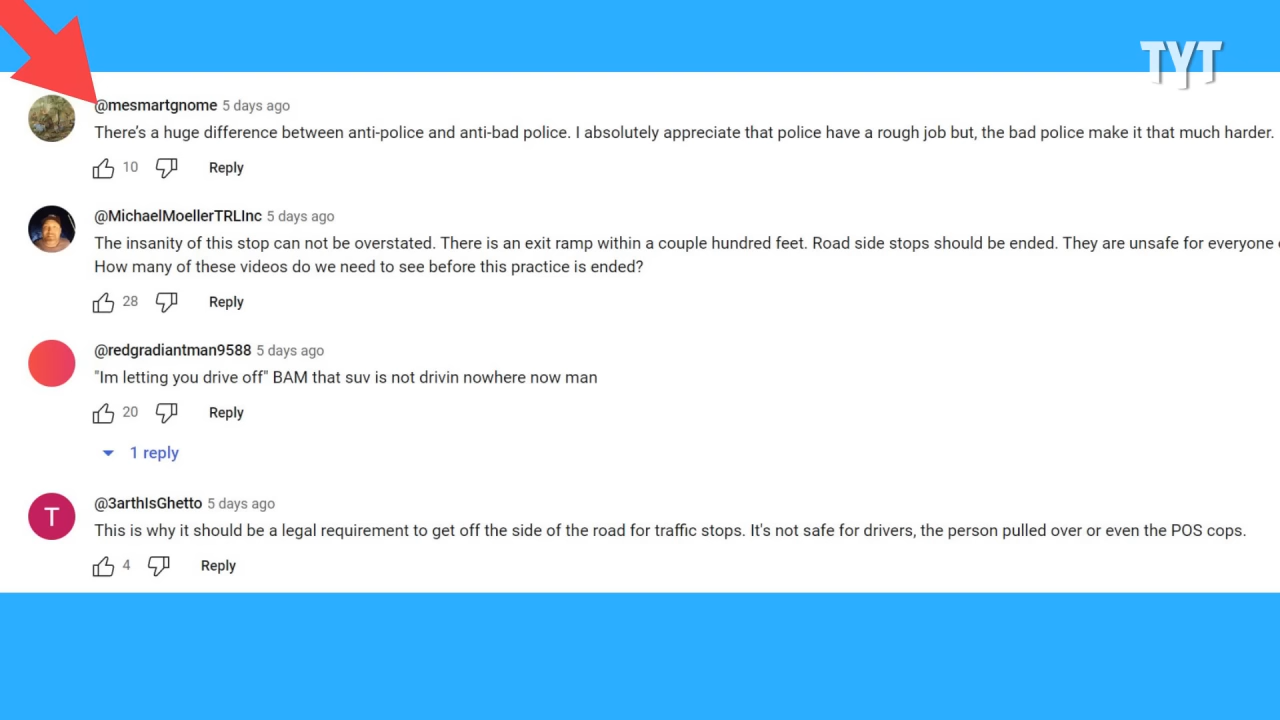 TYT
@mesmartgnome 5 days ago
There's a huge difference between anti-police and anti-bad police. I absolutely appreciate that police have a rough job but, the bad police make it that much harder.
10 Reply
@MichaelMoellerTRLInc 5 days ago
The insanity of this stop can not be overstated. There is an exit ramp within a couple hundred feet. Road side stops should be ended. They are unsafe for everyone
How many of these videos do we need to see before this practice is ended?
28 Reply
@redgradiantman9588 5 days ago
"Im letting you drive off" BAM that suv is not drivin nowhere now man
20 Reply
1 reply
T
@3arthIsGhetto 5 days ago
This is why it should be a legal requirement to get off the side of the road for traffic stops. It's not safe for drivers, the person pulled over or even the POS cops.
4 Reply